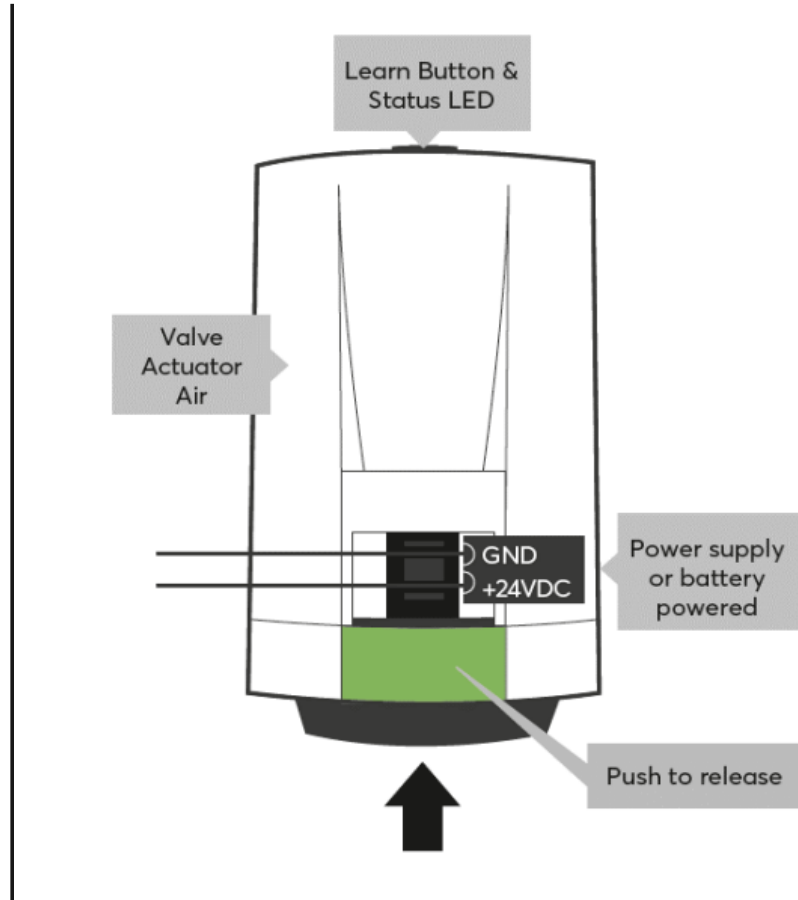 Learn Button &
Status LED
Valve
Actuator
Air
GND
+24VDC
Power supply
or battery
powered
Push to release